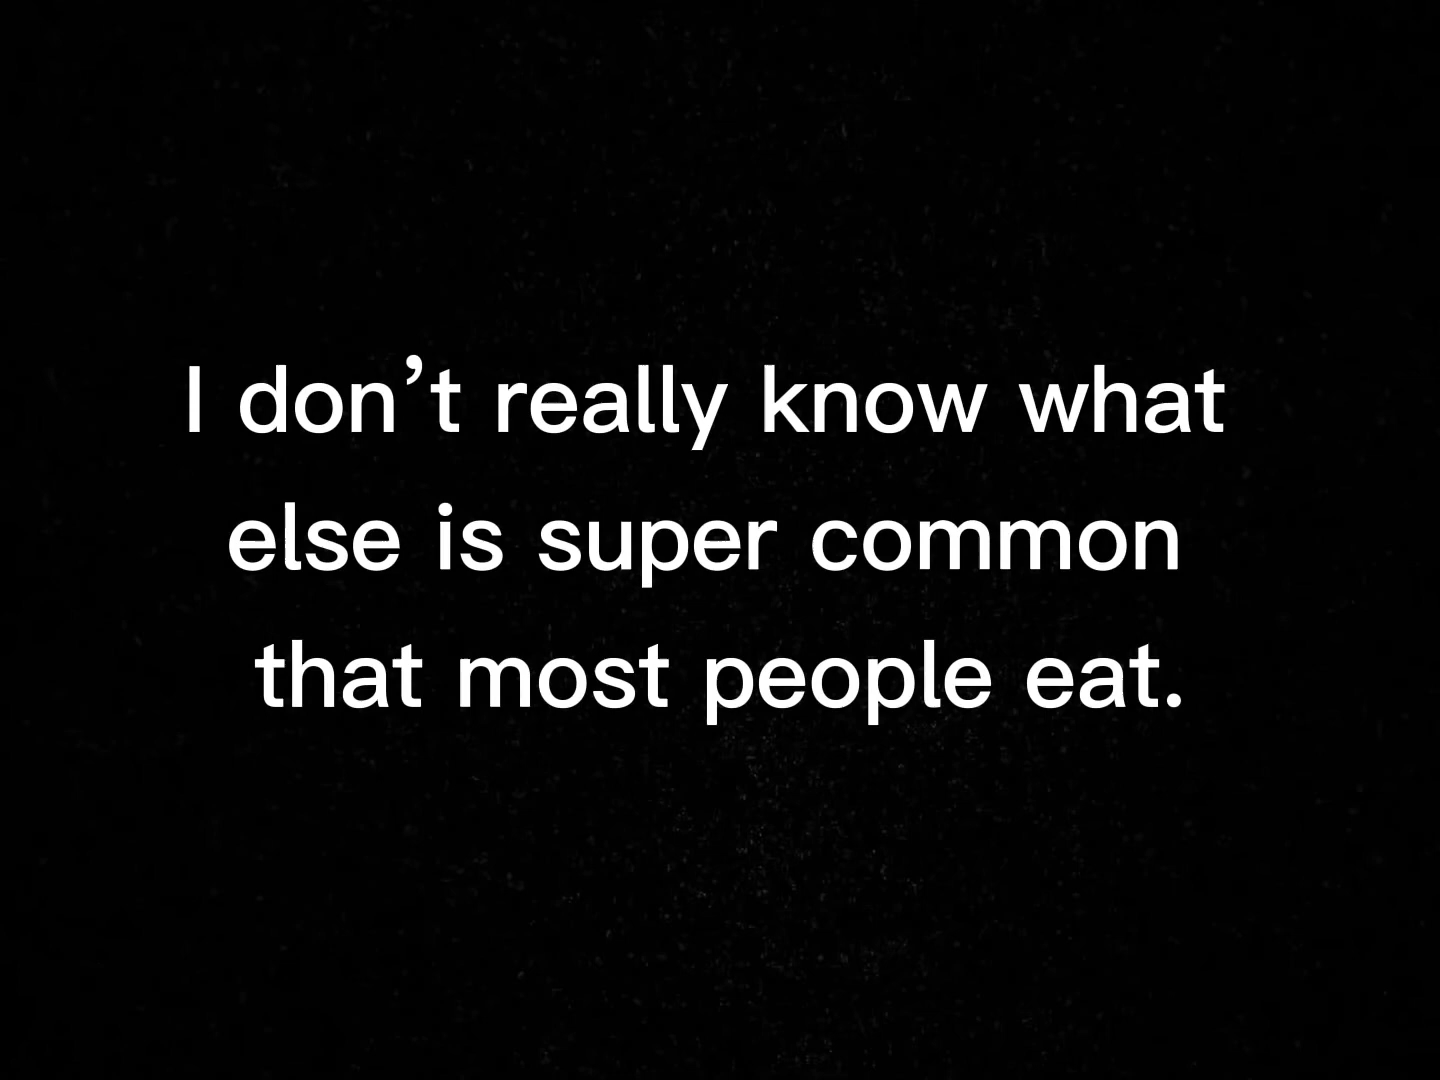 I don’t really know what
else is super common
that most people eat.